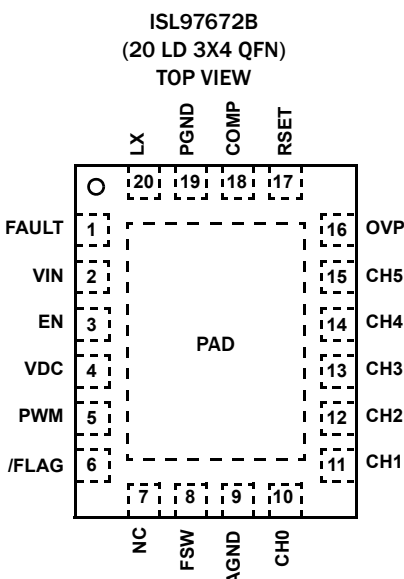 ISL97672B
(20 LD 3X4 QFN)
TOP VIEW
LX
PGND
COMP
RSET
20
19
18
17
FAULT
1
16
OVP
VIN
2
15
CH5
EN
3
14
CH4
PAD
VDC
4
13
CH3
PWM
5
12
CH2
/FLAG
6
11
CH1
7
8
9
10
NC
FSW
AGND
CH0